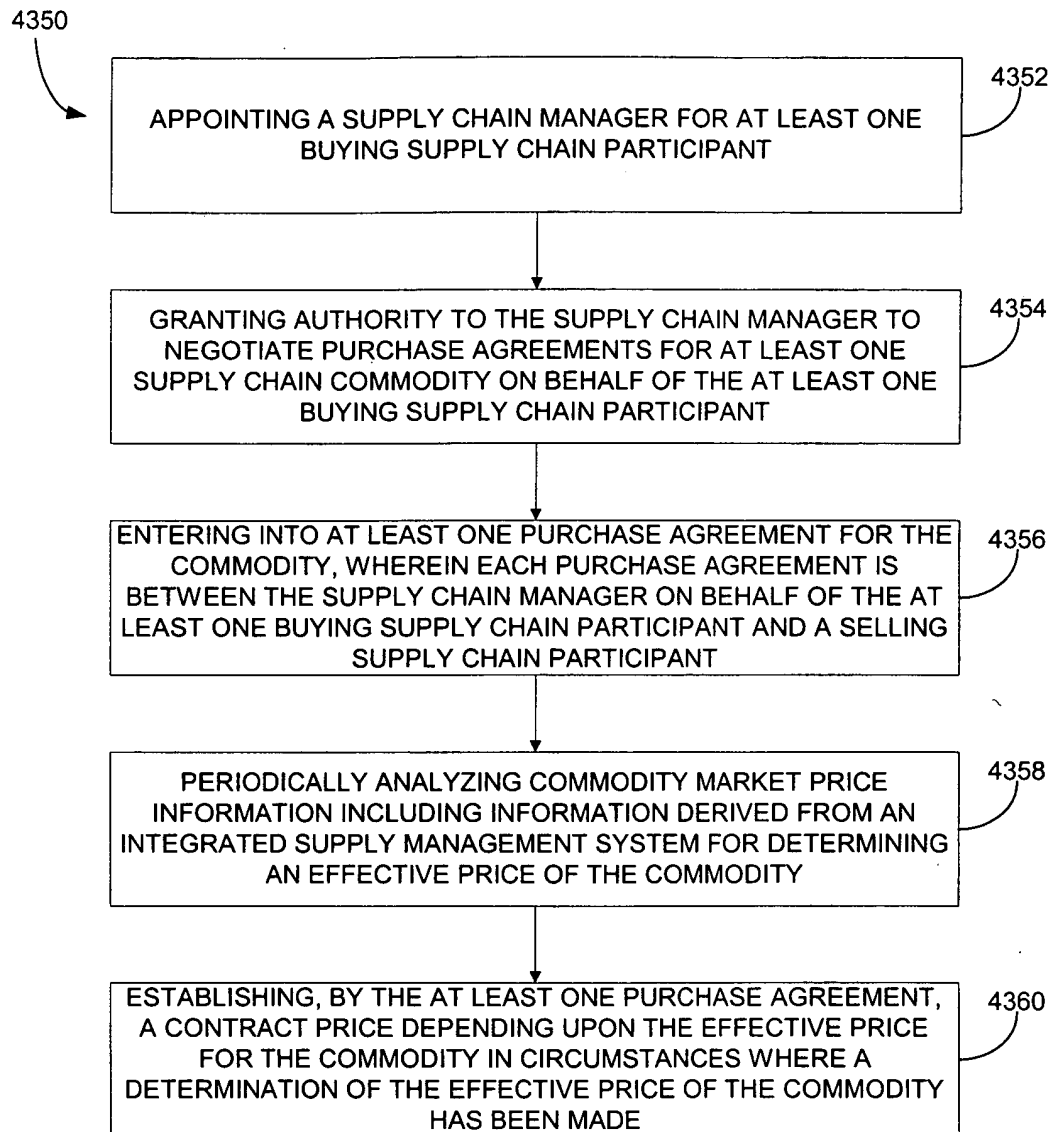 4350
APPOINTING A SUPPLY CHAIN MANAGER FOR AT LEAST ONE
BUYING SUPPLY CHAIN PARTICIPANT
4352
GRANTING AUTHORITY TO THE SUPPLY CHAIN MANAGER TO
NEGOTIATE PURCHASE AGREEMENTS FOR AT LEAST ONE
SUPPLY CHAIN COMMODITY ON BEHALF OF THE AT LEAST ONE
BUYING SUPPLY CHAIN PARTICIPANT
4354
ENTERING INTO AT LEAST ONE PURCHASE AGREEMENT FOR THE
COMMODITY, WHEREIN EACH PURCHASE AGREEMENT IS
BETWEEN THE SUPPLY CHAIN MANAGER ON BEHALF OF THE AT
LEAST ONE BUYING SUPPLY CHAIN PARTICIPANT AND A SELLING
SUPPLY CHAIN PARTICIPANT
4356
PERIODICALLY ANALYZING COMMODITY MARKET PRICE
INFORMATION INCLUDING INFORMATION DERIVED FROM AN
INTEGRATED SUPPLY MANAGEMENT SYSTEM FOR DETERMINING
AN EFFECTIVE PRICE OF THE COMMODITY
4358
ESTABLISHING, BY THE AT LEAST ONE PURCHASE AGREEMENT,
A CONTRACT PRICE DEPENDING UPON THE EFFECTIVE PRICE
FOR THE COMMODITY IN CIRCUMSTANCES WHERE A
DETERMINATION OF THE EFFECTIVE PRICE OF THE COMMODITY
HAS BEEN MADE
4360